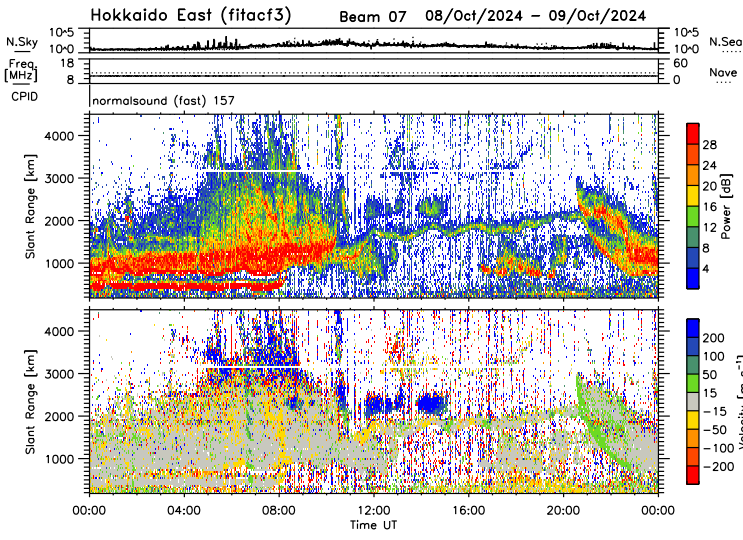 Hokkaido East (fitacf3) Beam 07 08/Oct/2024 – 09/Oct/2024
N.Sky 10^5 10^0 10^5 10^0 N.Sea
Freq. [MHz] 18 8 60 0 Nave
CPID normalsound (fast) 157
Slant Range [km] 4000 3000 2000 1000
Power [dB] 28 24 20 16 12 8 4
Slant Range [km] 4000 3000 2000 1000
Velocity [m s^-1] 200 100 50 15 -15 -50 -100 -200
00:00 04:00 08:00 12:00 16:00 20:00 00:00
Time UT